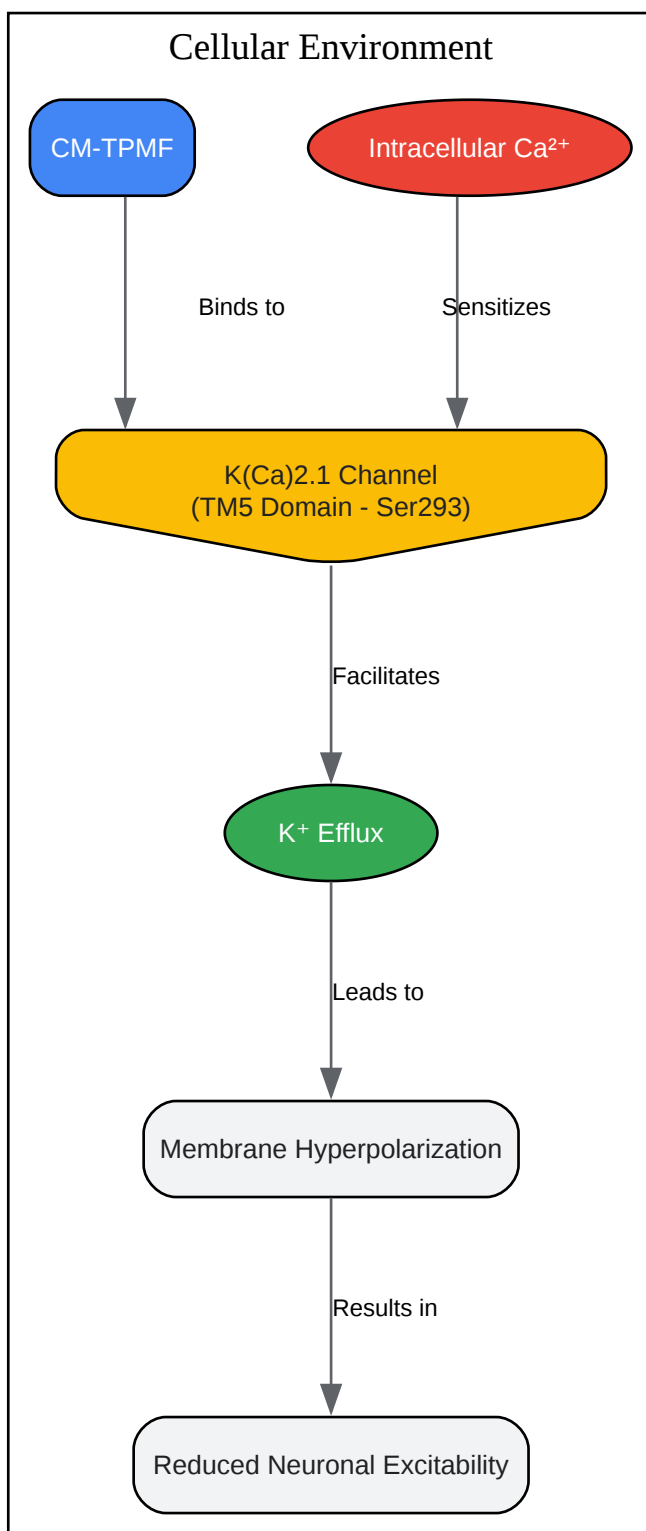 Cellular Environment
CM-TPMF
Intracellular Ca²⁺
Binds to
Sensitizes
K(Ca)2.1 Channel
(TM5 Domain - Ser293)
Facilitates
K⁺ Efflux
Leads to
Membrane Hyperpolarization
Results in
Reduced Neuronal Excitability